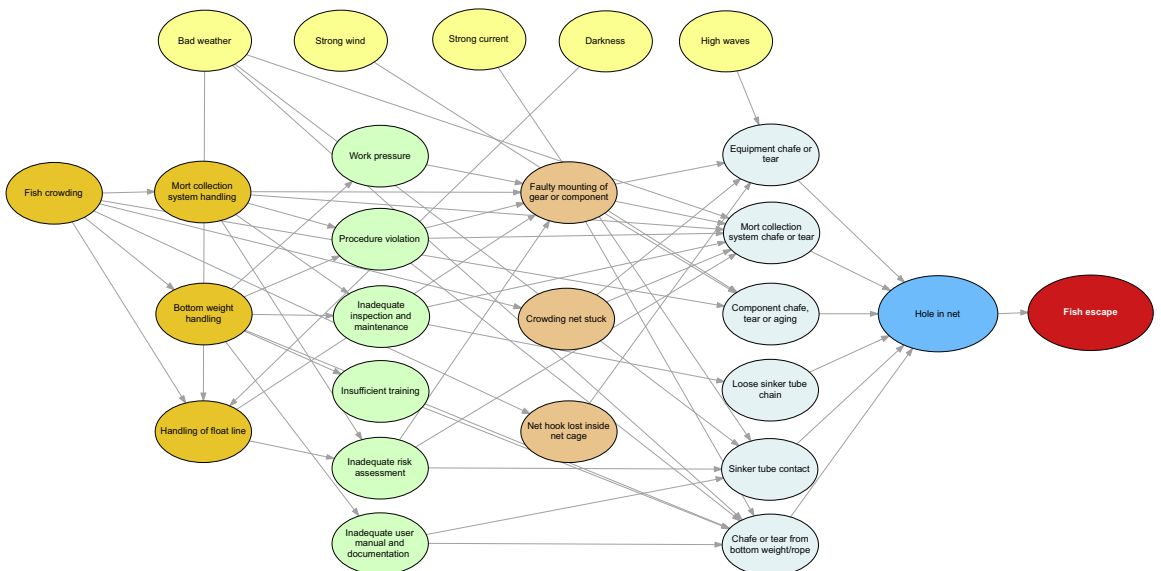 Bad weather
Strong wind
Strong current
Darkness
High waves
Work pressure
Equipment chafe or
tear
Fish crowding
Mort collection
system handling
Faulty mounting of
gear or component
Procedure violation
Mort collection
system chafe or tear
Bottom weight
handling
Inadequate
inspection and
maintenance
Crowding net stuck
Component chafe,
tear or aging
Hole in net
Fish escape
Insufficient training
Loose sinker tube
chain
Handling of float line
Net hook lost inside
net cage
Inadequate risk
assessment
Sinker tube contact
Inadequate user
manual and
documentation
Chafe or tear from
bottom weight/rope